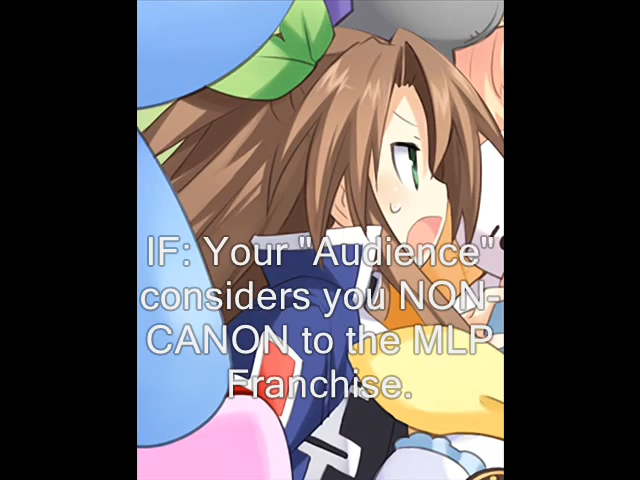 IF: Your "Audience"
considers you NON-
CANON to the MLP
Franchise.